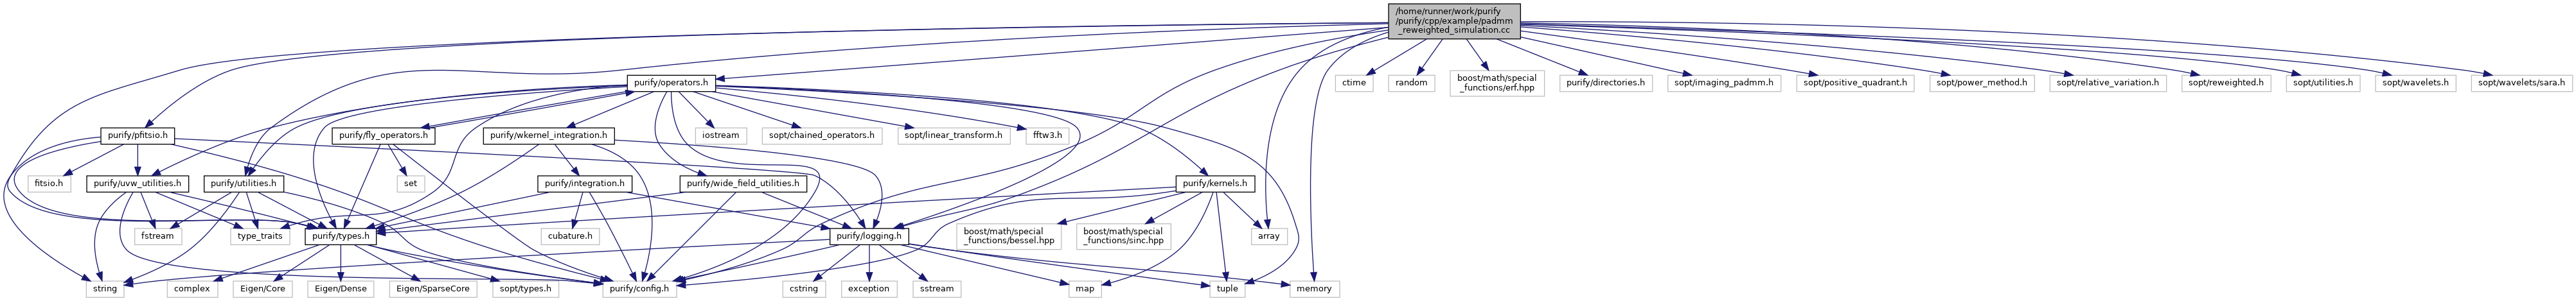 /home/runner/work/purify
/purify/cpp/example/padmm
_reweighted_simulation.cc
purify/operators.h
ctime
random
boost/math/special
_functions/erf.hpp
purify/directories.h
sopt/imaging_padmm.h
sopt/positive_quadrant.h
sopt/power_method.h
sopt/relative_variation.h
sopt/reweighted.h
sopt/utilities.h
sopt/wavelets.h
sopt/wavelets/sara.h
purify/pfitsio.h
purify/fly_operators.h
purify/wkernel_integration.h
iostream
sopt/chained_operators.h
sopt/linear_transform.h
fftw3.h
fitsio.h
purify/uvw_utilities.h
purify/utilities.h
set
purify/integration.h
purify/wide_field_utilities.h
purify/kernels.h
fstream
type_traits
purify/types.h
cubature.h
purify/logging.h
boost/math/special
_functions/bessel.hpp
boost/math/special
_functions/sinc.hpp
array
string
complex
Eigen/Core
Eigen/Dense
Eigen/SparseCore
sopt/types.h
purify/config.h
cstring
exception
sstream
map
tuple
memory